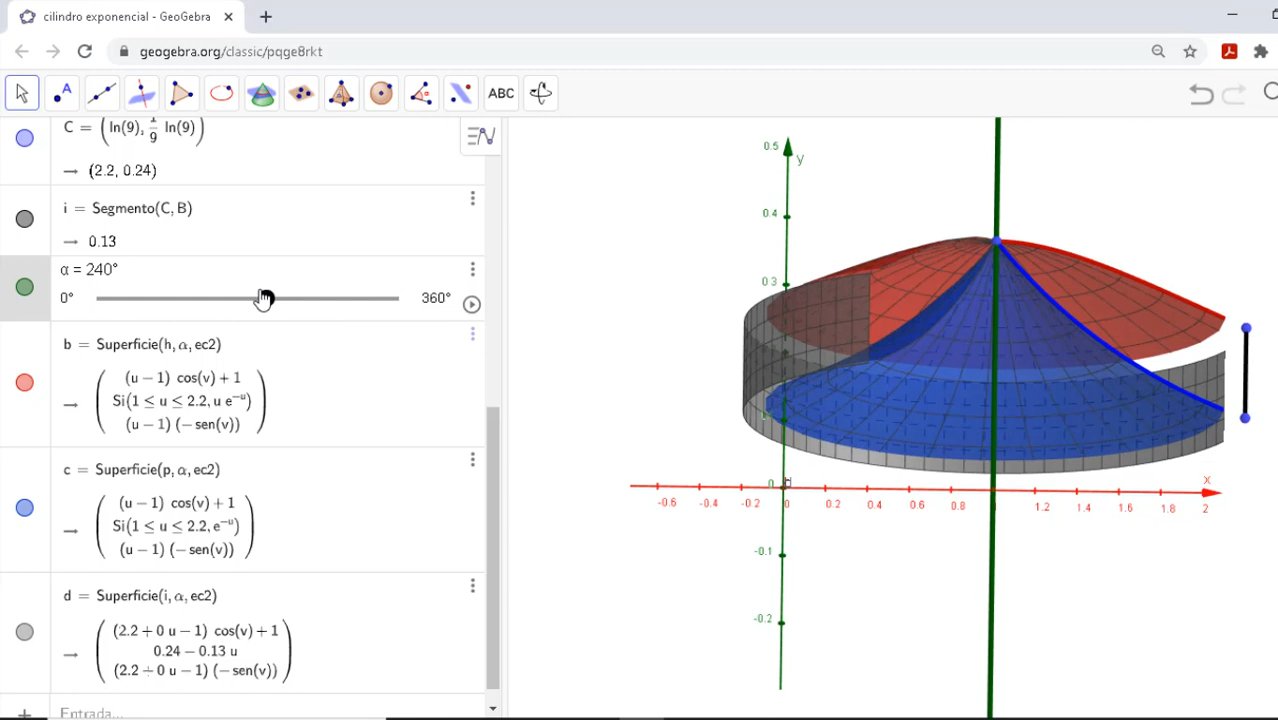 cilindro exponencial - GeoGebra
geogebra.org/classic/pqge8rkt
ABC
C = (ln(9), 1/9 ln(9))
→ (2.2, 0.24)
i = Segmento(C, B)
→ 0.13
α = 240°
0° 360°
b = Superficie(h, α, ec2)
(u − 1) cos(v) + 1
→ Si(1 ≤ u ≤ 2.2, u e⁻ᵘ)
(u − 1) (− sen(v))
c = Superficie(p, α, ec2)
(u − 1) cos(v) + 1
→ Si(1 ≤ u ≤ 2.2, e⁻ᵘ)
(u − 1) (− sen(v))
d = Superficie(i, α, ec2)
(2.2 + 0 u − 1) cos(v) + 1
→ 0.24 − 0.13 u
(2.2 + 0 u − 1) (− sen(v))
Entrada...
0.5
y
0.4
0.3
0
-0.1
-0.2
x
-0.6 -0.4 -0.2 0 0.2 0.4 0.6 0.8 1.2 1.4 1.6 1.8 2